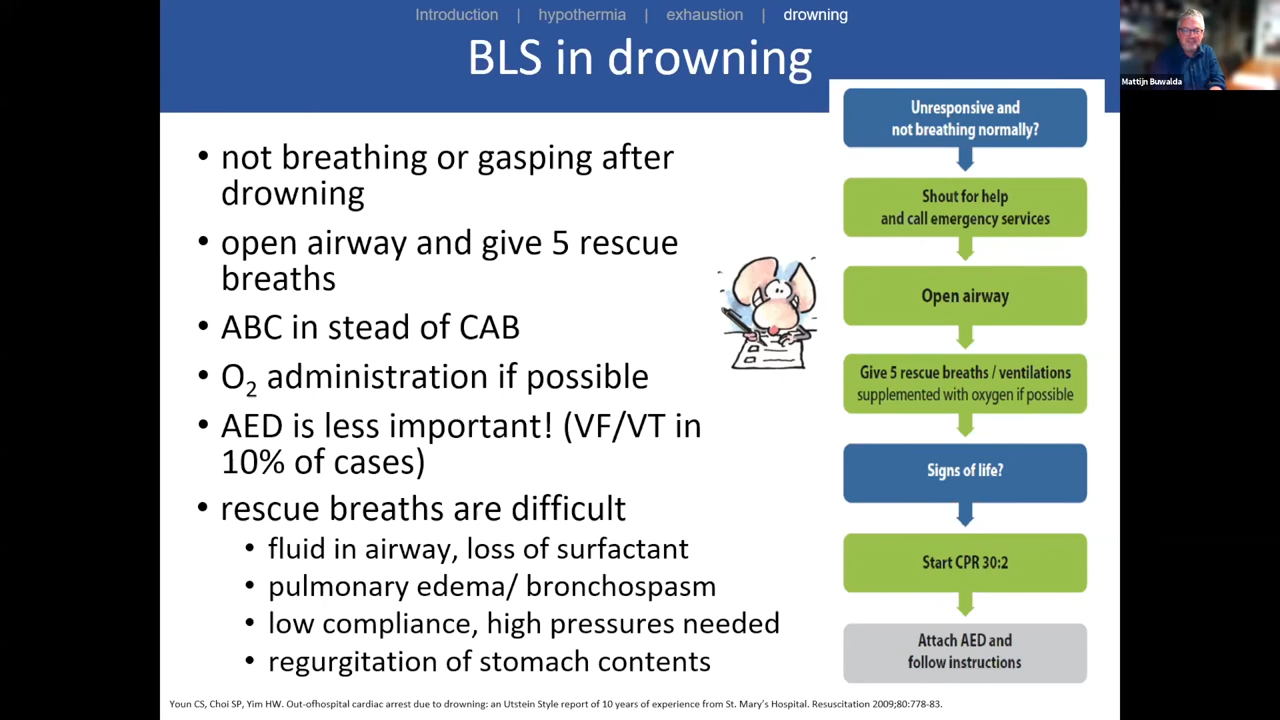 Introduction | hypothermia | exhaustion | drowning
BLS in drowning
Mattijn Buwalda
• not breathing or gasping after
drowning
• open airway and give 5 rescue
breaths
• ABC in stead of CAB
• O₂ administration if possible
• AED is less important! (VF/VT in
10% of cases)
• rescue breaths are difficult
• fluid in airway, loss of surfactant
• pulmonary edema/ bronchospasm
• low compliance, high pressures needed
• regurgitation of stomach contents
Unresponsive and
not breathing normally?
Shout for help
and call emergency services
Open airway
Give 5 rescue breaths / ventilations
supplemented with oxygen if possible
Signs of life?
Start CPR 30:2
Attach AED and
follow instructions
Youn CS, Choi SP, Yim HW. Out-ofhospital cardiac arrest due to drowning: an Utstein Style report of 10 years of experience from St. Mary's Hospital. Resuscitation 2009;80:778-83.